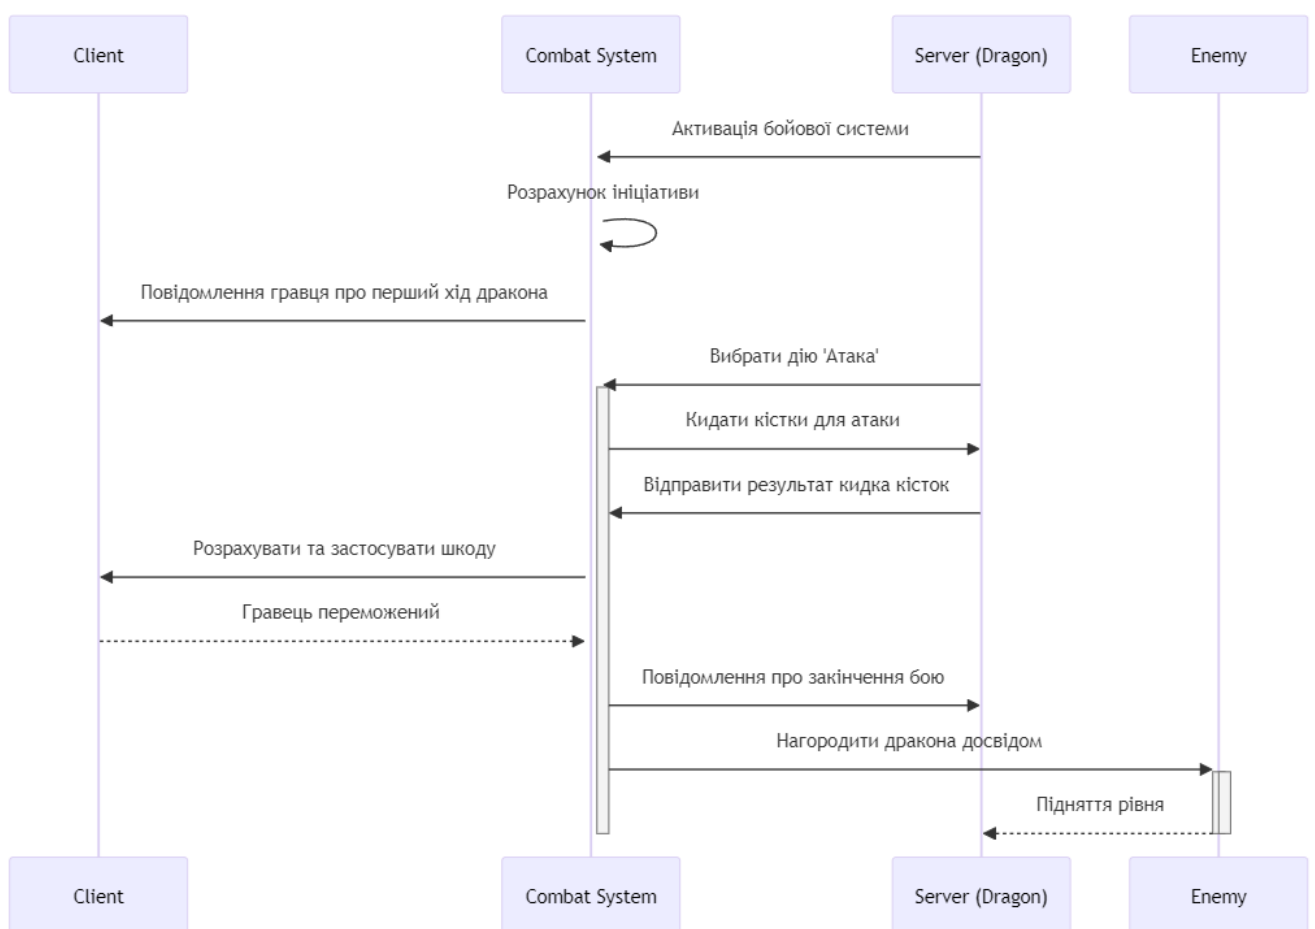 Client
Combat System
Server (Dragon)
Enemy
Активація бойової системи
Розрахунок ініціативи
Повідомлення гравця про перший хід дракона
Вибрати дію 'Атака'
Кидати кістки для атаки
Відправити результат кидка кісток
Розрахувати та застосувати шкоду
Гравець переможений
Повідомлення про закінчення бою
Нагородити дракона досвідом
Підняття рівня
Client
Combat System
Server (Dragon)
Enemy